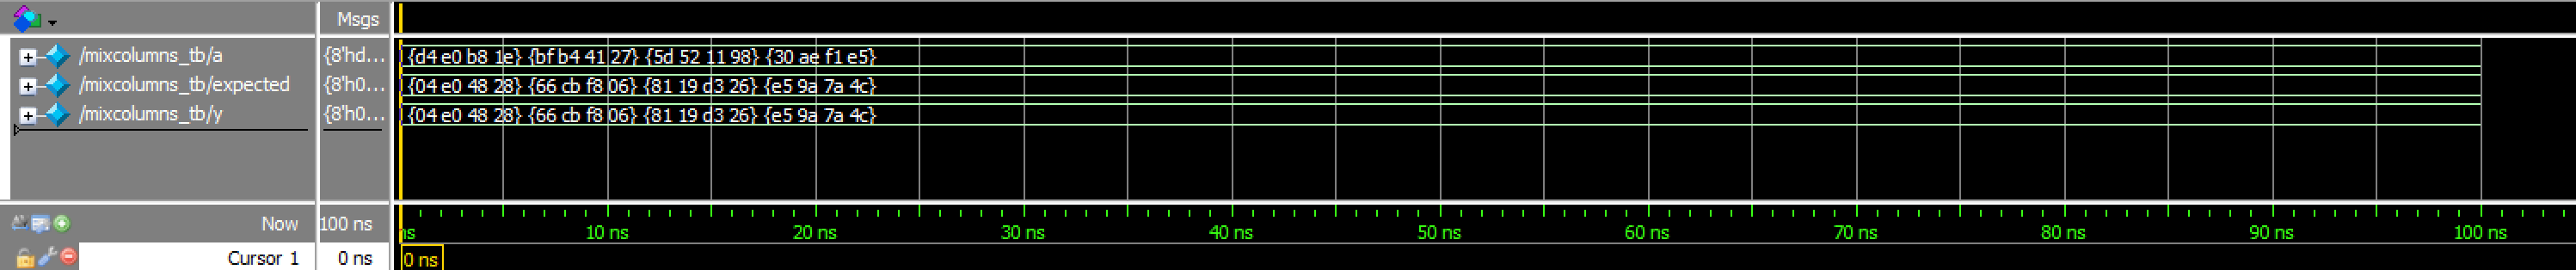 Msgs
/mixcolumns_tb/a {8'hd... {d4 e0 b8 1e} {bf b4 41 27} {5d 52 11 98} {30 ae f1 e5}
/mixcolumns_tb/expected {8'h0... {04 e0 48 28} {66 cb f8 06} {81 19 d3 26} {e5 9a 7a 4c}
/mixcolumns_tb/y {8'h0... {04 e0 48 28} {66 cb f8 06} {81 19 d3 26} {e5 9a 7a 4c}
Now 100 ns ns 10 ns 20 ns 30 ns 40 ns 50 ns 60 ns 70 ns 80 ns 90 ns 100 ns
Cursor 1 0 ns 0 ns